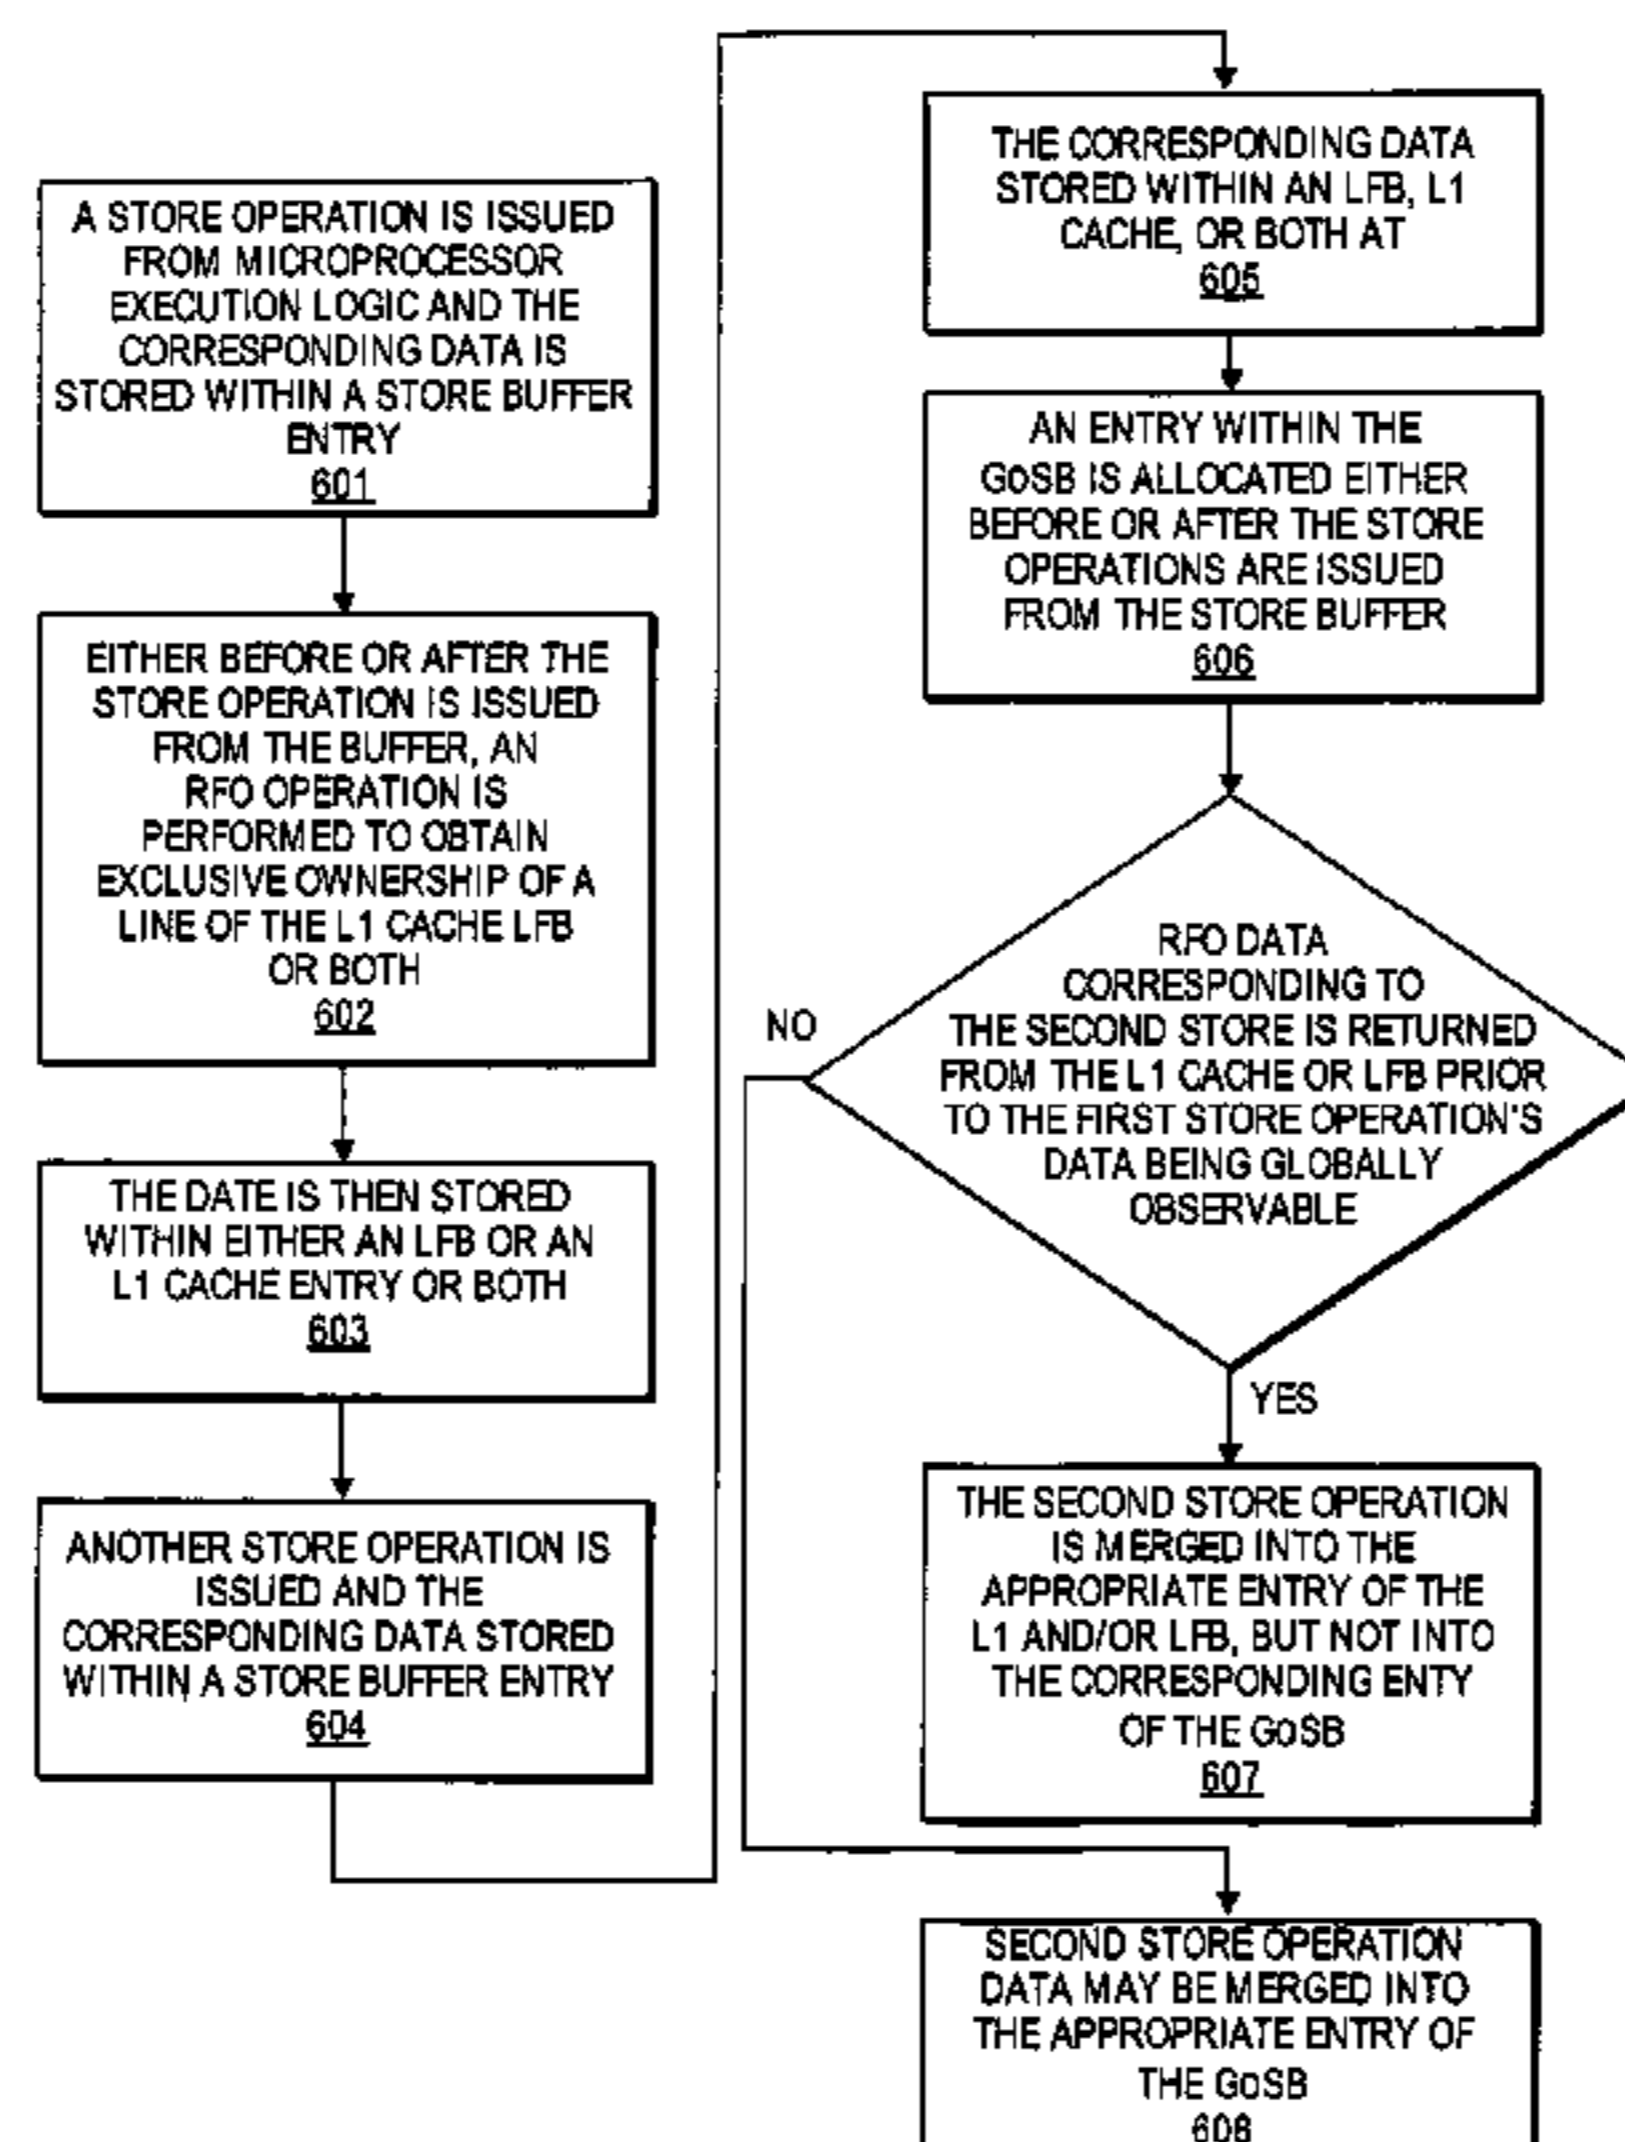 A STORE OPERATION IS ISSUED
FROM MICROPROCESSOR
EXECUTION LOGIC AND THE
CORRESPONDING DATA IS
STORED WITHIN A STORE BUFFER
ENTRY
601
EITHER BEFORE OR AFTER THE
STORE OPERATION IS ISSUED
FROM THE BUFFER, AN
RFO OPERATION IS
PERFORMED TO OBTAIN
EXCLUSIVE OWNERSHIP OF A
LINE OF THE L1 CACHE LFB
OR BOTH
602
THE DATE IS THEN STORED
WITHIN EITHER AN LFB OR AN
L1 CACHE ENTRY OR BOTH
603
ANOTHER STORE OPERATION IS
ISSUED AND THE
CORRESPONDING DATA STORED
WITHIN A STORE BUFFER ENTRY
604
THE CORRESPONDING DATA
STORED WITHIN AN LFB, L1
CACHE, OR BOTH AT
605
AN ENTRY WITHIN THE
GoSB IS ALLOCATED EITHER
BEFORE OR AFTER THE STORE
OPERATIONS ARE ISSUED
FROM THE STORE BUFFER
606
RFO DATA
CORRESPONDING TO
THE SECOND STORE IS RETURNED
FROM THE L1 CACHE OR LFB PRIOR
TO THE FIRST STORE OPERATION'S
DATA BEING GLOBALLY
OBSERVABLE
NO
YES
THE SECOND STORE OPERATION
IS MERGED INTO THE
APPROPRIATE ENTRY OF THE
L1 AND/OR LFB, BUT NOT INTO
THE CORRESPONDING ENTY
OF THE GoSB
607
SECOND STORE OPERATION
DATA MAY BE MERGED INTO
THE APPROPRIATE ENTRY OF
THE GoSB
608